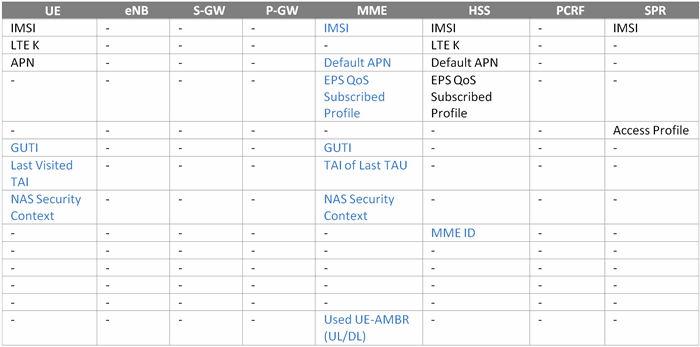 UE eNB S-GW P-GW MME HSS PCRF SPR
IMSI - - - IMSI IMSI - IMSI
LTE K - - - - LTE K - -
APN - - - Default APN Default APN - -
- - - - EPS QoS EPS QoS - -
Subscribed Subscribed
Profile Profile
- - - - - - - Access Profile
GUTI - - - GUTI - - -
Last Visited - - - TAI of Last TAU - - -
TAI
NAS Security - - - NAS Security - - -
Context Context
- - - - - MME ID - -
- - - - - - - -
- - - - - - - -
- - - - - - - -
- - - - - - - -
- - - - Used UE-AMBR - - -
(UL/DL)